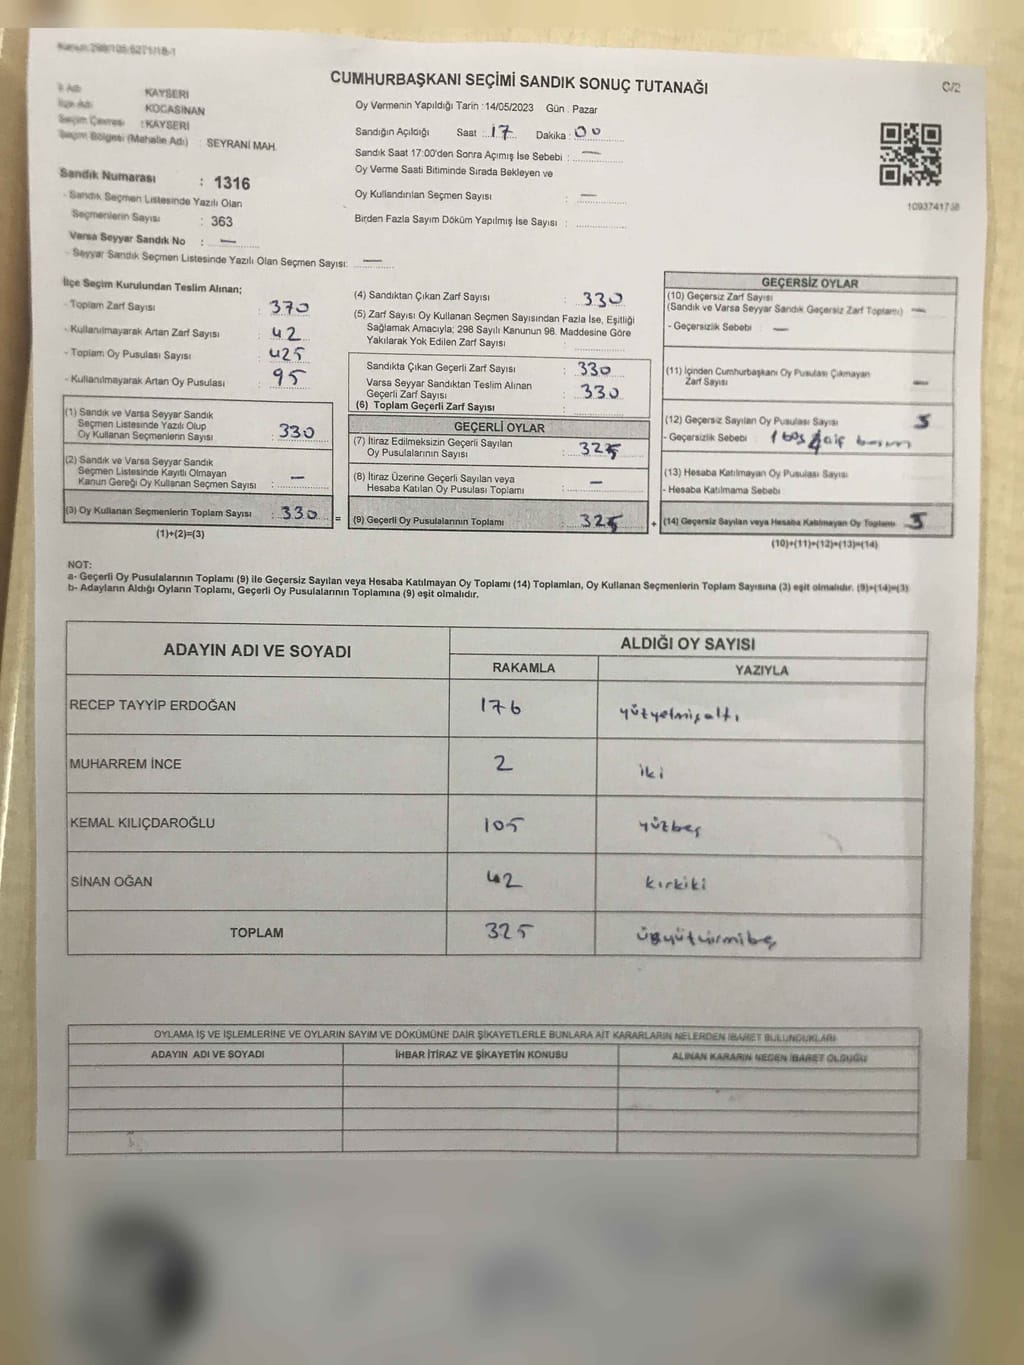 Kanun:298/105/6271/18-1
CUMHURBAŞKANI SEÇİMİ SANDIK SONUÇ TUTANAĞI
C/2
İl Adı KAYSERİ
İlçe Adı KOCASİNAN
Seçim Çevresi : KAYSERİ
Seçim Bölgesi (Mahalle Adı) : SEYRANİ MAH.
Sandık Numarası : 1316
- Sandık Seçmen Listesinde Yazılı Olan
Seçmenlerin Sayısı : 363
Varsa Seyyar Sandık No : —
- Seyyar Sandık Seçmen Listesinde Yazılı Olan Seçmen Sayısı: —
Oy Vermenin Yapıldığı Tarih :14/05/2023 Gün : Pazar
Sandığın Açıldığı Saat : 17 Dakika : 00
Sandık Saat 17:00'den Sonra Açımış İse Sebebi : —
Oy Verme Saati Bitiminde Sırada Bekleyen ve
Oy Kullandırılan Seçmen Sayısı : —
Birden Fazla Sayım Döküm Yapılmış İse Sayısı :
1093741758
İlçe Seçim Kurulundan Teslim Alınan;
- Toplam Zarf Sayısı : 370
- Kullanılmayarak Artan Zarf Sayısı : 42
- Toplam Oy Pusulası Sayısı : 425
- Kullanılmayarak Artan Oy Pusulası : 95
(1) Sandık ve Varsa Seyyar Sandık
Seçmen Listesinde Yazılı Olup
Oy Kullanan Seçmenlerin Sayısı : 330
(2) Sandık ve Varsa Seyyar Sandık
Seçmen Listesinde Kayıtlı Olmayan
Kanun Gereği Oy Kullanan Seçmen Sayısı : —
(3) Oy Kullanan Seçmenlerin Toplam Sayısı : 330 =
(1)+(2)=(3)
(4) Sandıktan Çıkan Zarf Sayısı : 330
(5) Zarf Sayısı Oy Kullanan Seçmen Sayısından Fazla İse, Eşitliği
Sağlamak Amacıyla; 298 Sayılı Kanunun 98. Maddesine Göre
Yakılarak Yok Edilen Zarf Sayısı :
Sandıkta Çıkan Geçerli Zarf Sayısı : 330
Varsa Seyyar Sandıktan Teslim Alınan
Geçerli Zarf Sayısı : 330
(6) Toplam Geçerli Zarf Sayısı :
GEÇERLİ OYLAR
(7) İtiraz Edilmeksizin Geçerli Sayılan
Oy Pusulalarının Sayısı : 325
(8) İtiraz Üzerine Geçerli Sayılan veya
Hesaba Katılan Oy Pusulası Toplamı : —
(9) Geçerli Oy Pusulalarının Toplamı : 325 +
GEÇERSİZ OYLAR
(10) Geçersiz Zarf Sayısı
(Sandık ve Varsa Seyyar Sandık Geçersiz Zarf Toplamı) —
- Geçersizlik Sebebi : —
(11) İçinden Cumhurbaşkanı Oy Pusulası Çıkmayan
Zarf Sayısı —
(12) Geçersiz Sayılan Oy Pusulası Sayısı 5
- Geçersizlik Sebebi : 1 boş 4
(13) Hesaba Katılmayan Oy Pusulası Sayısı
- Hesaba Katılmama Sebebi
(14) Geçersiz Sayılan veya Hesaba Katılmayan Oy Toplamı 5
(10)+(11)+(12)+(13)=(14)
NOT:
a- Geçerli Oy Pusulalarının Toplamı (9) ile Geçersiz Sayılan veya Hesaba Katılmayan Oy Toplamı (14) Toplamları, Oy Kullanan Seçmenlerin Toplam Sayısına (3) eşit olmalıdır. (9)+(14)=(3)
b- Adayların Aldığı Oyların Toplamı, Geçerli Oy Pusulalarının Toplamına (9) eşit olmalıdır.
ADAYIN ADI VE SOYADI
ALDIĞI OY SAYISI
RAKAMLA YAZIYLA
RECEP TAYYİP ERDOĞAN 176 yüzyetmişaltı
MUHARREM İNCE 2 iki
KEMAL KILIÇDAROĞLU 105 yüzbeş
SİNAN OĞAN 42 kırkiki
TOPLAM 325 üçyüzyirmibeş
OYLAMA İŞ VE İŞLEMLERİNE VE OYLARIN SAYIM VE DÖKÜMÜNE DAİR ŞİKAYETLERLE BUNLARA AİT KARARLARIN NELERDEN İBARET BULUNDUKLARI
ADAYIN ADI VE SOYADI İHBAR İTİRAZ VE ŞİKAYETİN KONUSU ALINAN KARARIN NEDEN İBARET OLDUĞU